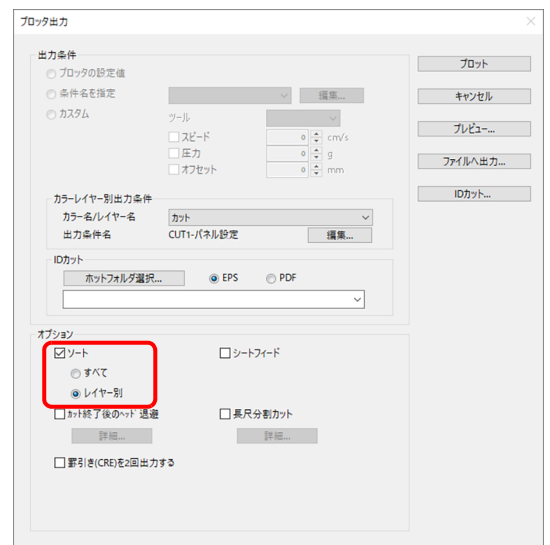 プロッタ出力
出力条件
プロッタの設定値
条件名を指定
編集...
カスタム
ツール
スピード
0
cm/s
圧力
0
g
オフセット
0
mm
カラーレイヤー別出力条件
カラー名/レイヤー名
カット
出力条件名
CUT1-パネル設定
編集...
IDカット
ホットフォルダ選択...
EPS
PDF
プロット
キャンセル
プレビュー...
ファイルへ出力...
IDカット...
オプション
ソート
シートフィード
すべて
レイヤー別
カット終了後のヘッド退避
長尺分割カット
詳細...
詳細...
罫引き(CRE)を2回出力する